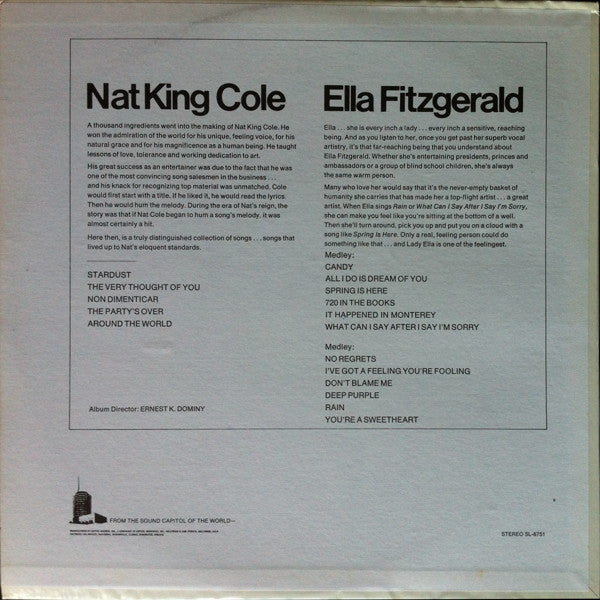 Nat King Cole
A thousand ingredients went into the making of Nat King Cole. He
won the admiration of the world for his unique, feeling voice, for his
natural grace and for his magnificence as a human being. He taught
lessons of love, tolerance and working dedication to art.
His great success as an entertainer was due to the fact that he was
one of the most convincing song salesmen in the business . . .
and his knack for recognizing top material was unmatched. Cole
would first start with a title. If he liked it, he would read the lyrics.
Then he would hum the melody. During the era of Nat's reign, the
story was that if Nat Cole began to hum a song's melody, it was
almost certainly a hit.
Here then, is a truly distinguished collection of songs . . . songs that
lived up to Nat's eloquent standards.
STARDUST
THE VERY THOUGHT OF YOU
NON DIMENTICAR
THE PARTY'S OVER
AROUND THE WORLD
Album Director: ERNEST K. DOMINY
Ella Fitzgerald
Ella . . . she is every inch a lady . . . every inch a sensitive, reaching
being. And as you listen to her, once you get past her superb vocal
artistry, it's that far-reaching being that you understand about
Ella Fitzgerald. Whether she's entertaining presidents, princes and
ambassadors or a group of blind school children, she's always
the same warm person.
Many who love her would say that it's the never-empty basket of
humanity she carries that has made her a top-flight artist . . . a great
artist. When Ella sings Rain or What Can I Say After I Say I'm Sorry,
she can make you feel like you're sitting at the bottom of a well.
Then she'll turn around, pick you up and put you on a cloud with a
song like Spring Is Here. Only a real, feeling person could do
something like that . . . and Lady Ella is one of the feelingest.
Medley:
CANDY
ALL I DO IS DREAM OF YOU
SPRING IS HERE
720 IN THE BOOKS
IT HAPPENED IN MONTEREY
WHAT CAN I SAY AFTER I SAY I'M SORRY
Medley:
NO REGRETS
I'VE GOT A FEELING YOU'RE FOOLING
DON'T BLAME ME
DEEP PURPLE
RAIN
YOU'RE A SWEETHEART
FROM THE SOUND CAPITOL OF THE WORLD—
STEREO SL-6751